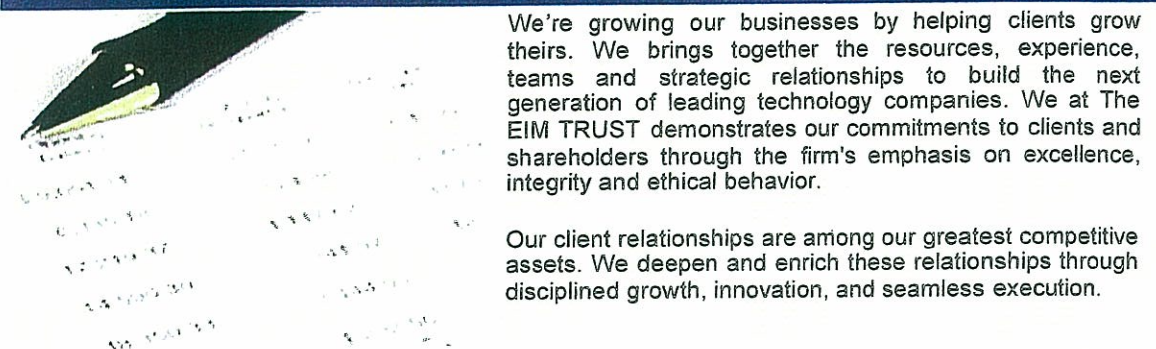 We're growing our businesses by helping clients grow
theirs. We brings together the resources, experience,
teams and strategic relationships to build the next
generation of leading technology companies. We at The
EIM TRUST demonstrates our commitments to clients and
shareholders through the firm's emphasis on excellence,
integrity and ethical behavior.
Our client relationships are among our greatest competitive
assets. We deepen and enrich these relationships through
disciplined growth, innovation, and seamless execution.